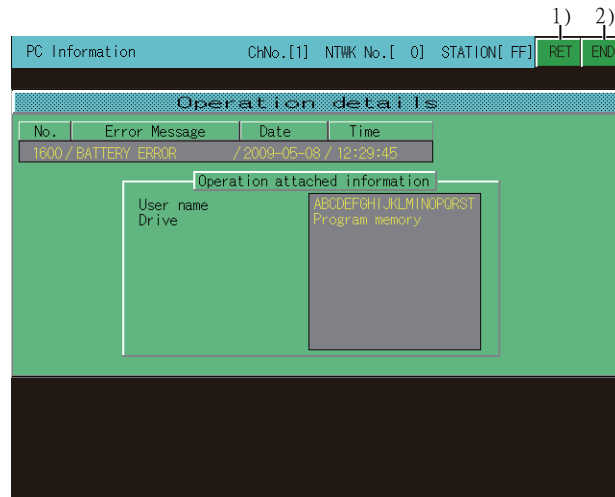 1) 2)
PC Information ChNo.[1] NTWK No.[ 0] STATION[ FF] RET END
Operation details
No. Error Message Date Time
1600 / BATTERY ERROR / 2009-05-08 / 12:29:45
Operation attached information
User name ABCDEFGHIJKLMINOPQRST
Drive Program memory